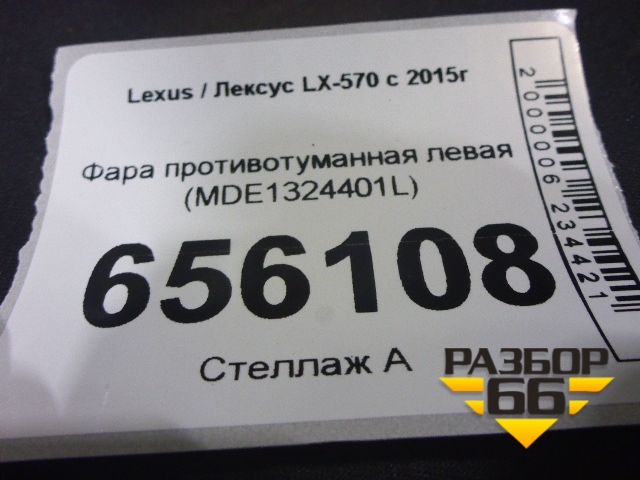 Lexus / Лексус LX-570 с 2015г
Фара противотуманная левая
(MDE1324401L)
656108
Стеллаж А
2000006234421
РАЗБОР
66